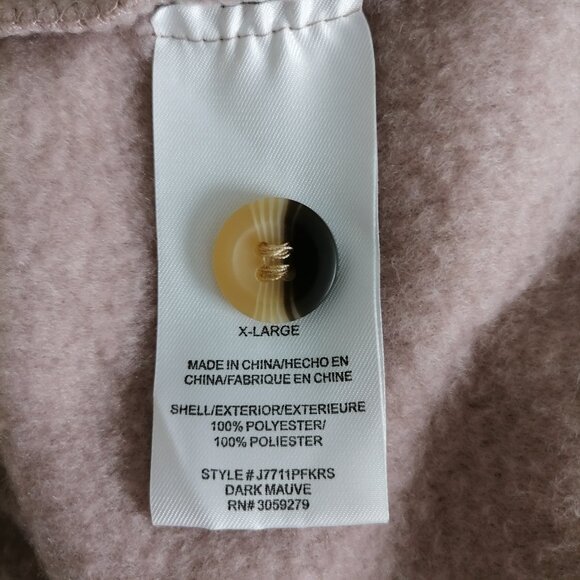 X-LARGE
MADE IN CHINA/HECHO EN
CHINA/FABRIQUE EN CHINE
SHELL/EXTERIOR/EXTERIEURE
100% POLYESTER/
100% POLIESTER
STYLE # J7711PFKRS
DARK MAUVE
RN# 3059279